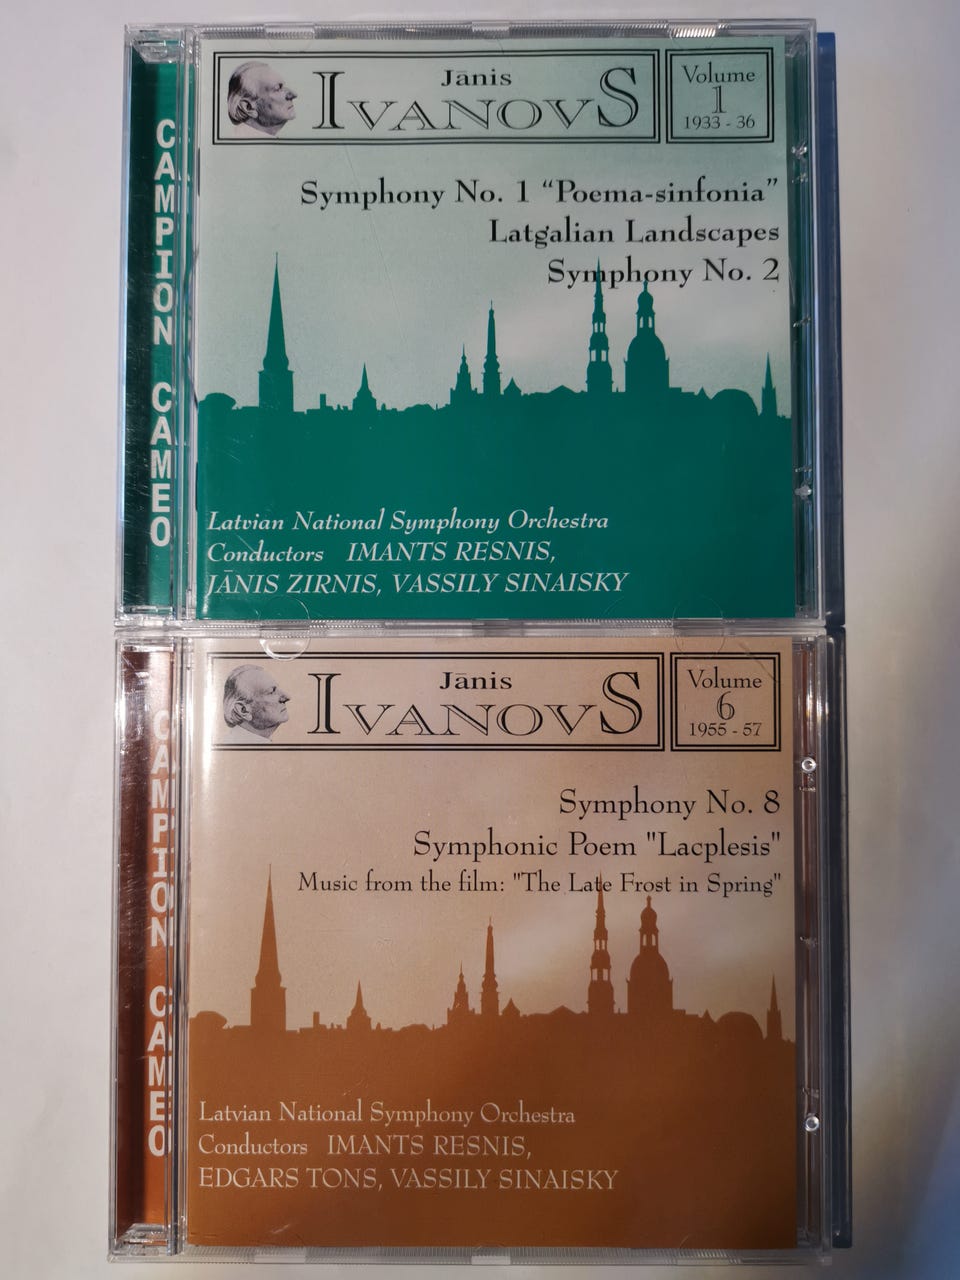 CAMPION CAMEO
Jānis
IVANOVS
Volume
1
1933 - 36
Symphony No. 1 “Poema-sinfonia”
Latgalian Landscapes
Symphony No. 2
Latvian National Symphony Orchestra
Conductors IMANTS RESNIS,
JĀNIS ZIRNIS, VASSILY SINAISKY
CAMPION CAMEO
Jānis
IVANOVS
Volume
6
1955 - 57
Symphony No. 8
Symphonic Poem "Lacplesis"
Music from the film: "The Late Frost in Spring"
Latvian National Symphony Orchestra
Conductors IMANTS RESNIS,
EDGARS TONS, VASSILY SINAISKY